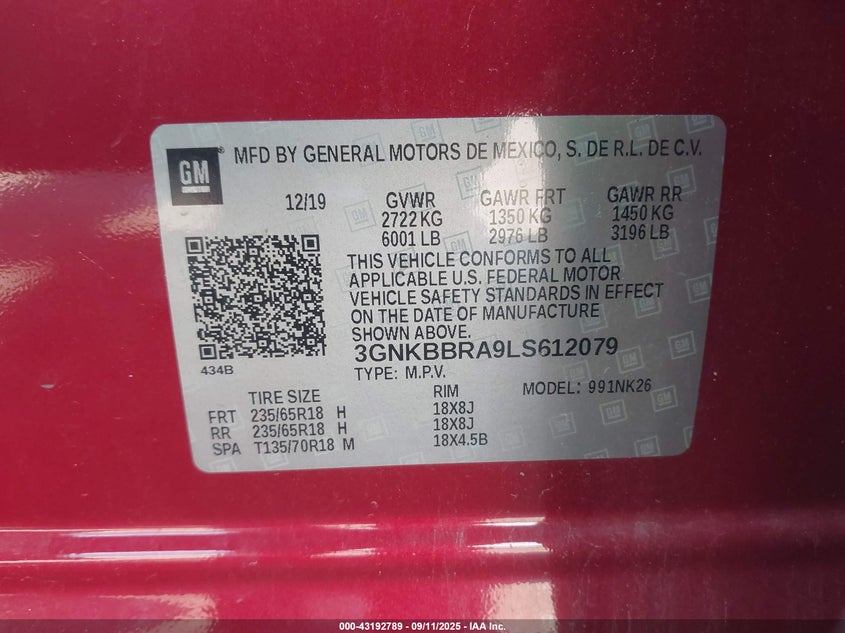 GM
MFD BY GENERAL MOTORS DE MEXICO, S. DE R.L. DE C.V.
12/19 GVWR GAWR FRT GAWR RR
2722 KG 1350 KG 1450 KG
6001 LB 2976 LB 3196 LB
THIS VEHICLE CONFORMS TO ALL
APPLICABLE U.S. FEDERAL MOTOR
VEHICLE SAFETY STANDARDS IN EFFECT
ON THE DATE OF MANUFACTURE
SHOWN ABOVE.
3GNKBBRA9LS612079
434B
TYPE: M.P.V. MODEL: 991NK26
TIRE SIZE RIM
FRT 235/65R18 H 18X8J
RR 235/65R18 H 18X8J
SPA T135/70R18 M 18X4.5B
000-43192789 - 09/11/2025 - IAA Inc.